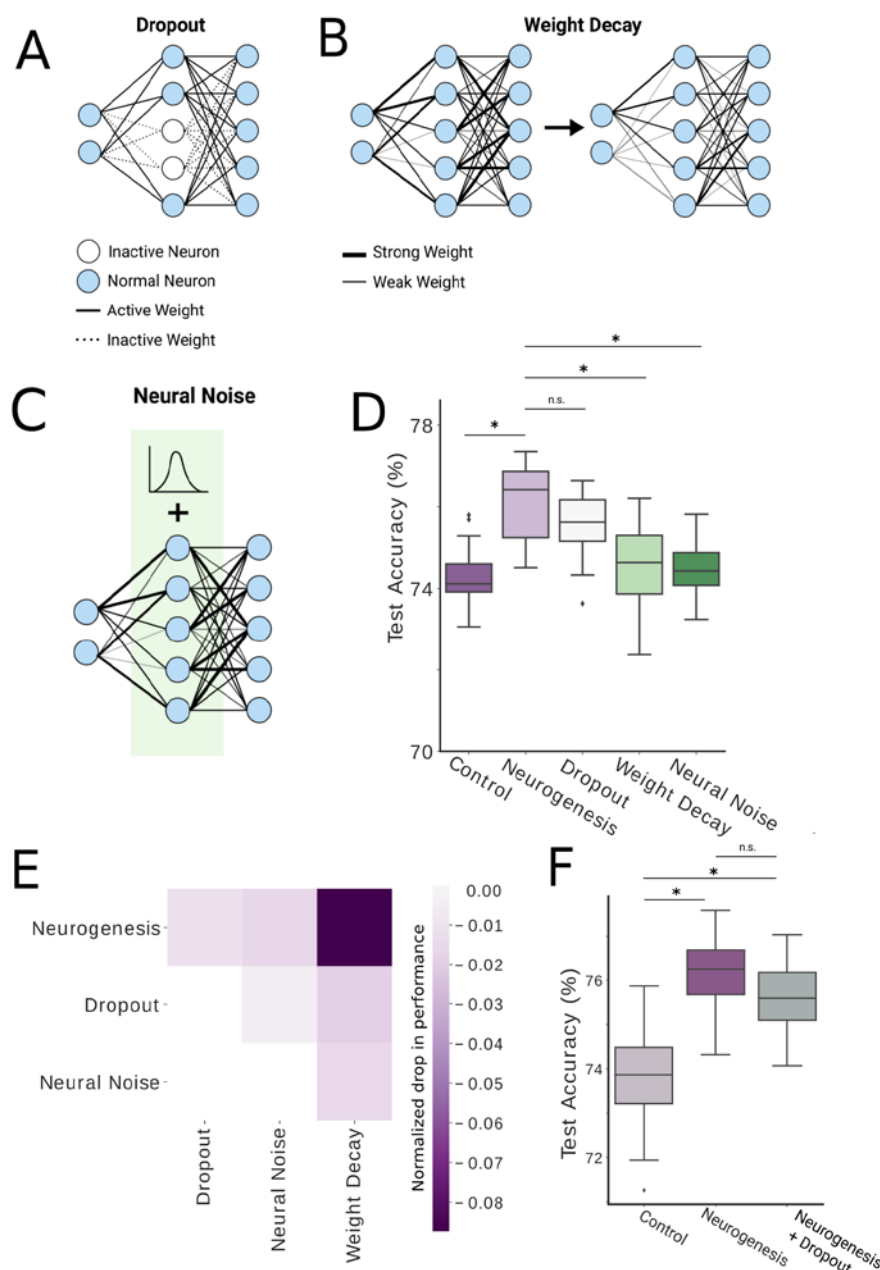 A
Dropout
Inactive Neuron
Normal Neuron
Active Weight
Inactive Weight
B
Weight Decay
Strong Weight
Weak Weight
C
Neural Noise
+
D
*
*
n.s.
*
78
74
70
Test Accuracy (%)
Control
Neurogenesis
Dropout
Weight Decay
Neural Noise
E
Neurogenesis
Dropout
Neural Noise
Dropout
Neural Noise
Weight Decay
Normalized drop in performance
0.00
-0.01
-0.02
-0.03
-0.04
-0.05
-0.06
-0.07
-0.08
F
n.s.
*
*
76
74
72
Test Accuracy (%)
Control
Neurogenesis
Neurogenesis
+ Dropout